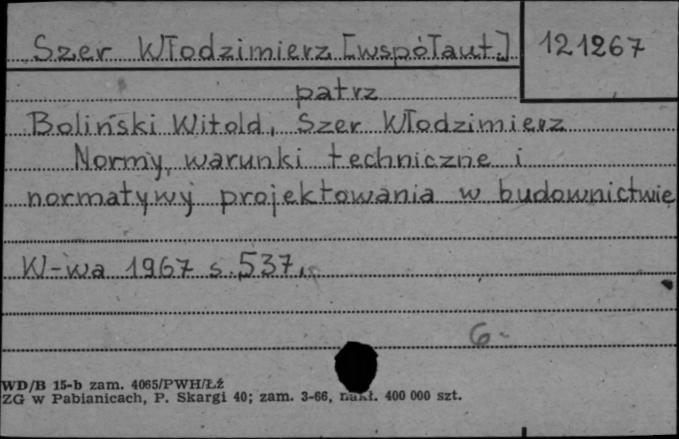 Szer Włodzimierz [współaut.] 121267
patrz
Boliński Witold, Szer Włodzimierz
Normy, warunki techniczne i
normatywy projektowania w budownictwie
W-wa 1967 s. 537.
6-
WD/B 15-b zam. 4065/PWH/Łź
ZG w Pabianicach, P. Skargi 40; zam. 3-66, nakł. 400 000 szt.